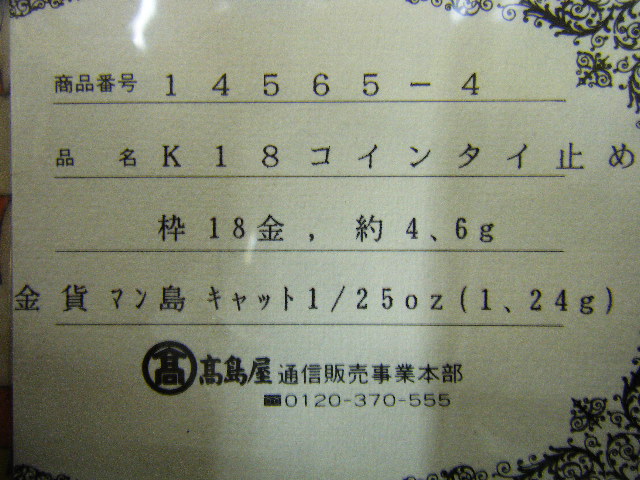 商品番号 14565-4
品名 K18コインタイ止め
枠 18金, 約4、6g
金貨 マン島 キャット1/25oz(1、24g)
髙 髙島屋 通信販売事業本部
☎0120-370-555